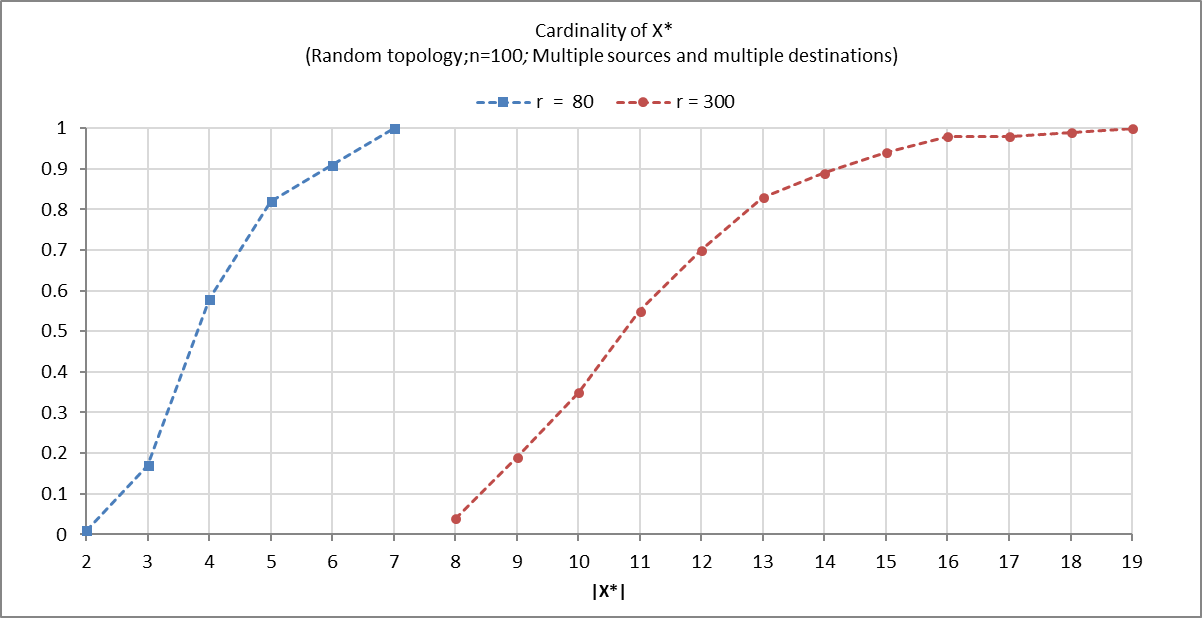 Cardinality of X*
(Random topology;n=100; Multiple sources and multiple destinations)
r = 80 r = 300
1
0.9
0.8
0.7
0.6
0.5
0.4
0.3
0.2
0.1
0
2 3 4 5 6 7 8 9 10 11 12 13 14 15 16 17 18 19
|X*|